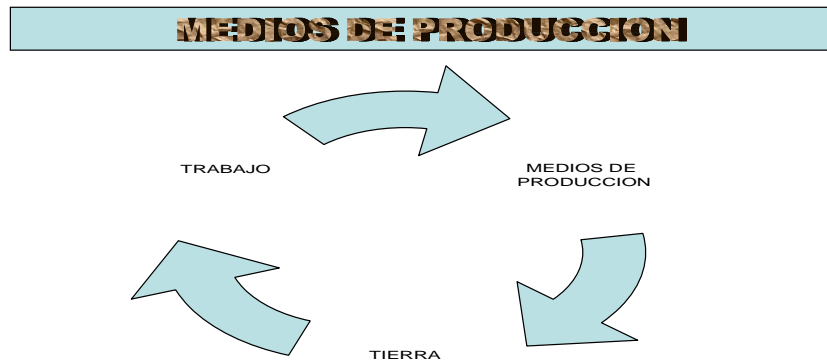 MEDIOS DE PRODUCCION
TRABAJO
MEDIOS DE
PRODUCCION
TIERRA